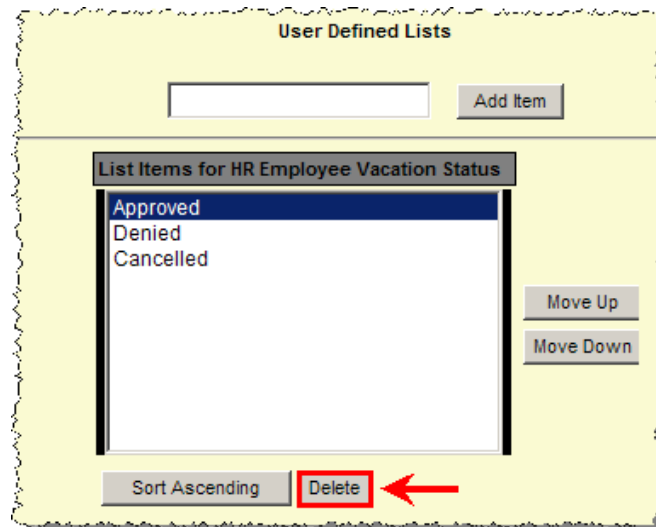 User Defined Lists
Add Item
List Items for HR Employee Vacation Status
Approved
Denied
Cancelled
Move Up
Move Down
Sort Ascending
Delete